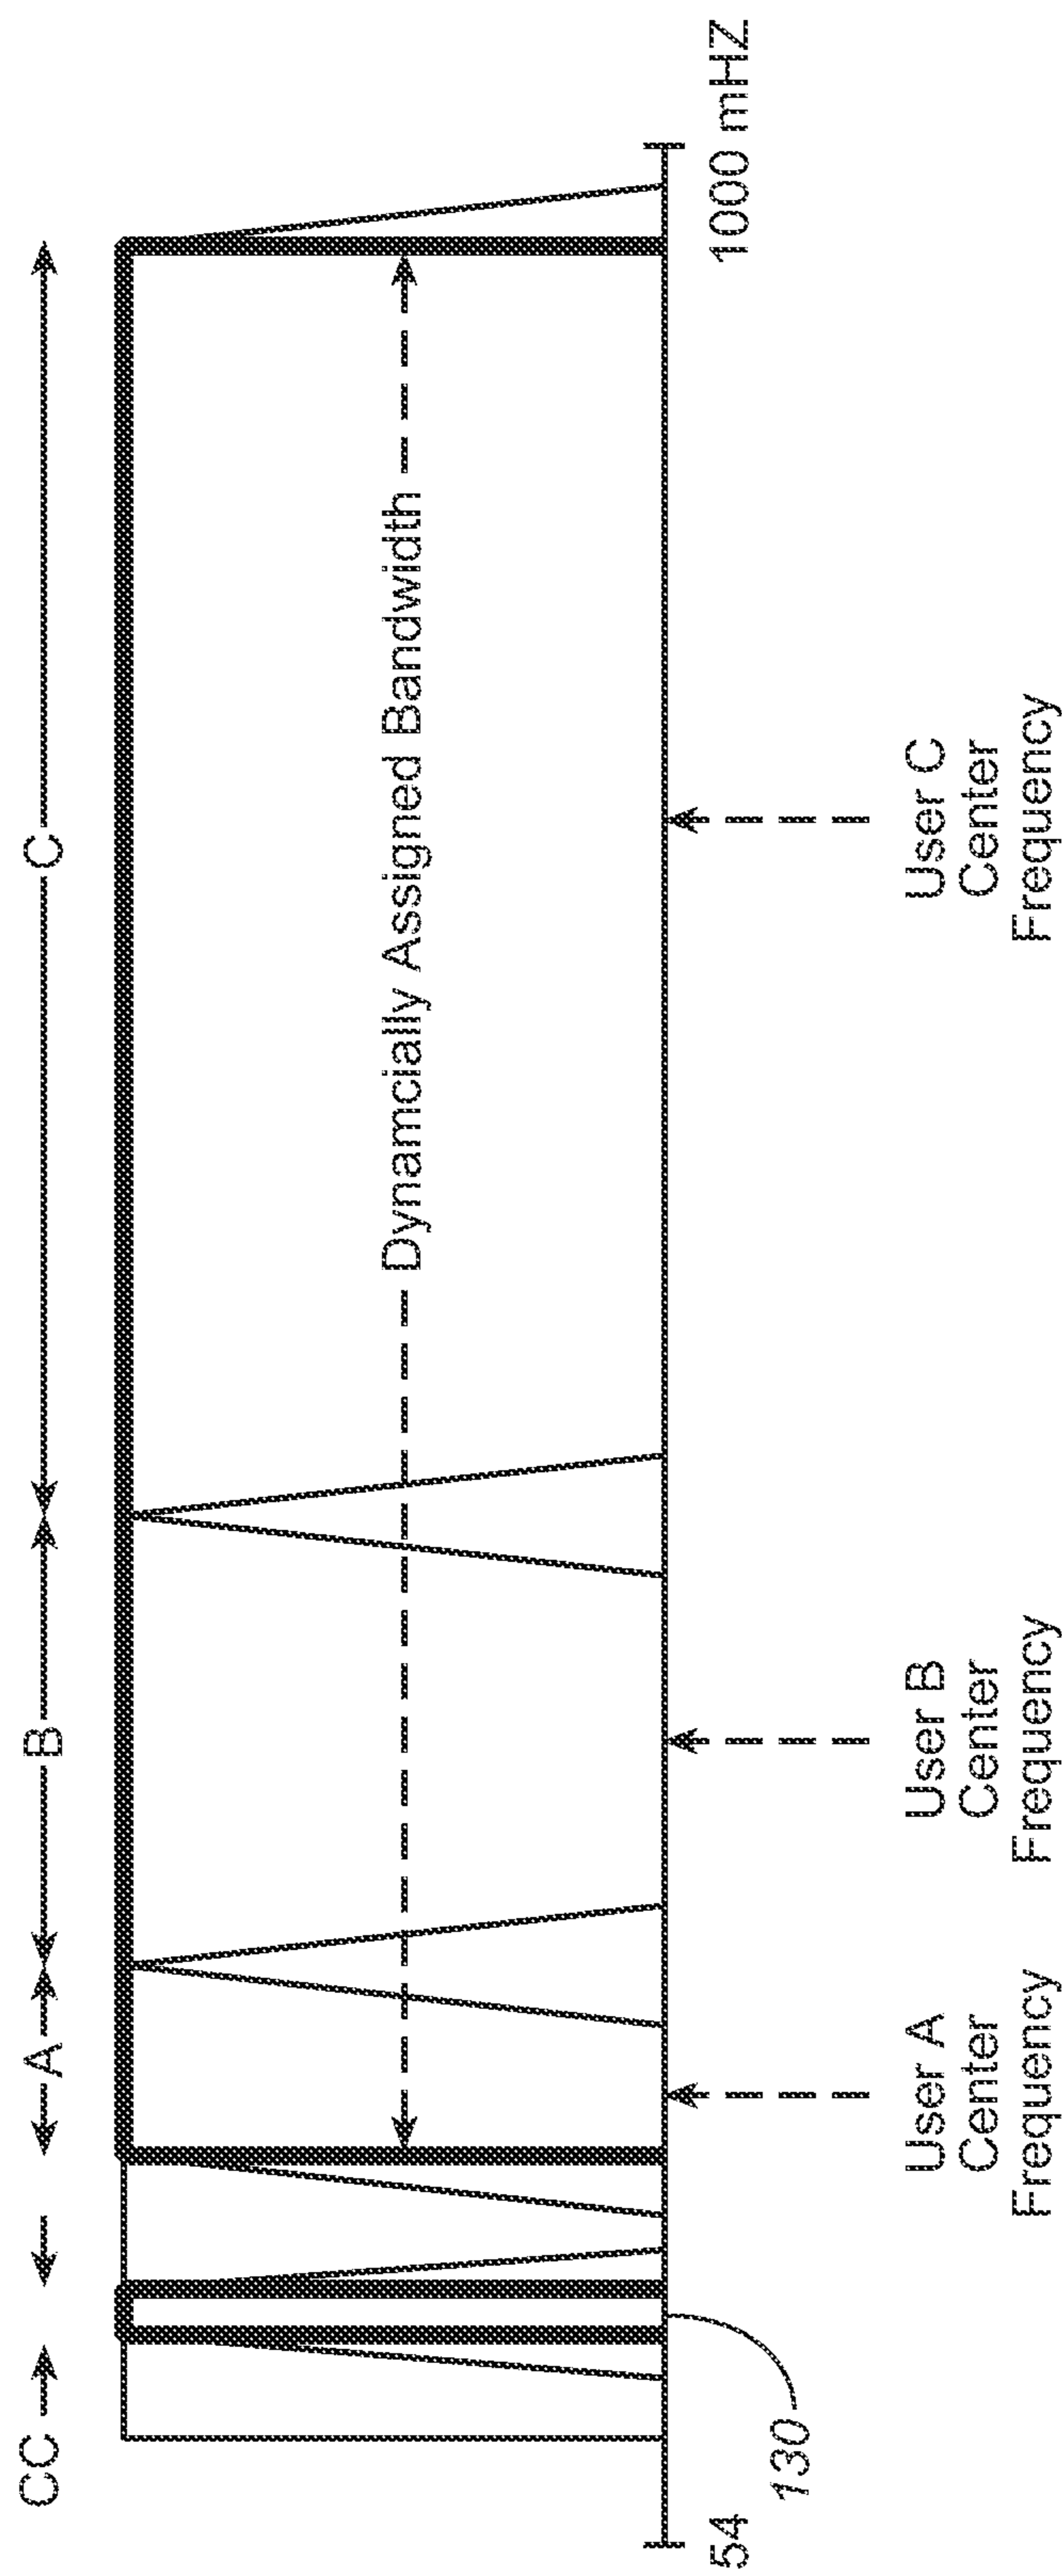 CC
A
B
C
Dynamcially Assigned Bandwidth
54
1000 mHZ
130
User A
Center
Frequency
User B
Center
Frequency
User C
Center
Frequency